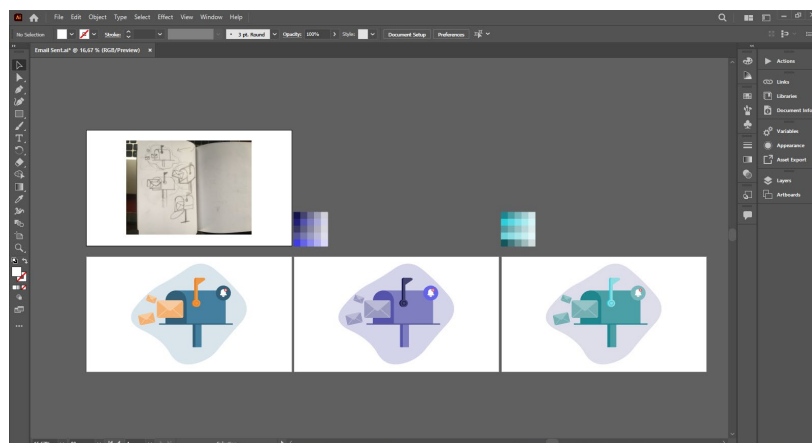 Ai File Edit Object Type Select Effect View Window Help
No Selection Stroke: 3 pt. Round Opacity: 100% Style: Document Setup Preferences
Email Sent.ai* @ 16,67 % (RGB/Preview) ×
Actions
Links
Libraries
Document Info
Variables
Appearance
Asset Export
Layers
Artboards